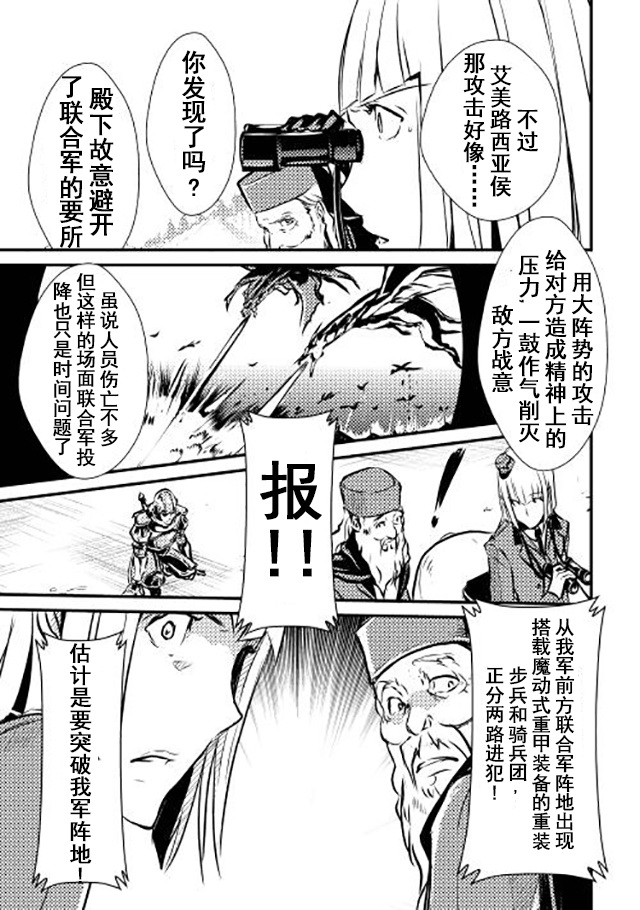 不过
艾美路西亚侯
那攻击好像……
你发现了吗?
殿下故意避开
了联合军的要所
用大阵势的攻击
给对方造成精神上的
压力,一鼓作气削灭
敌方战意
虽说人员伤亡不多
但这样的场面联合军投
降也只是时间问题了
报!!
从我军前方联合军阵地出现
搭载魔动式重甲装备的重装
步兵和骑兵团,
正分两路进犯!
估计是要突破我军阵地!